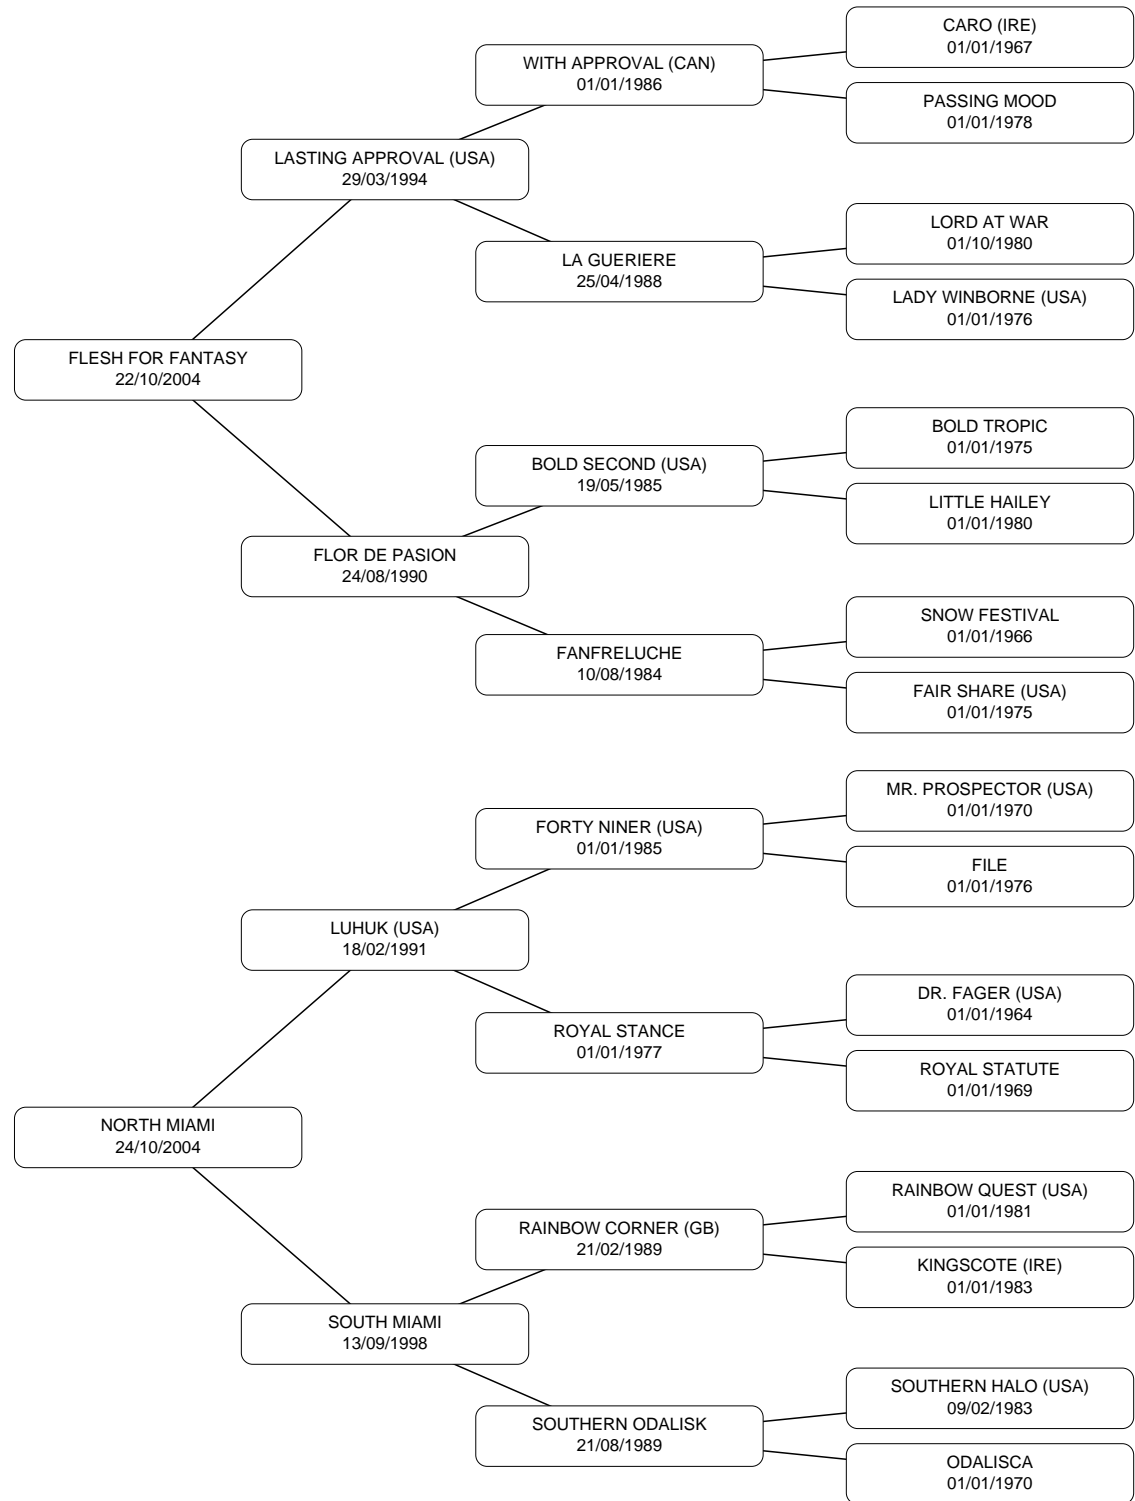 CARO (IRE)
01/01/1967
WITH APPROVAL (CAN)
01/01/1986
PASSING MOOD
01/01/1978
LASTING APPROVAL (USA)
29/03/1994
LORD AT WAR
01/10/1980
LA GUERIERE
25/04/1988
LADY WINBORNE (USA)
01/01/1976
FLESH FOR FANTASY
22/10/2004
BOLD TROPIC
01/01/1975
BOLD SECOND (USA)
19/05/1985
LITTLE HAILEY
01/01/1980
FLOR DE PASION
24/08/1990
SNOW FESTIVAL
01/01/1966
FANFRELUCHE
10/08/1984
FAIR SHARE (USA)
01/01/1975
MR. PROSPECTOR (USA)
01/01/1970
FORTY NINER (USA)
01/01/1985
FILE
01/01/1976
LUHUK (USA)
18/02/1991
DR. FAGER (USA)
01/01/1964
ROYAL STANCE
01/01/1977
ROYAL STATUTE
01/01/1969
NORTH MIAMI
24/10/2004
RAINBOW QUEST (USA)
01/01/1981
RAINBOW CORNER (GB)
21/02/1989
KINGSCOTE (IRE)
01/01/1983
SOUTH MIAMI
13/09/1998
SOUTHERN HALO (USA)
09/02/1983
SOUTHERN ODALISK
21/08/1989
ODALISCA
01/01/1970